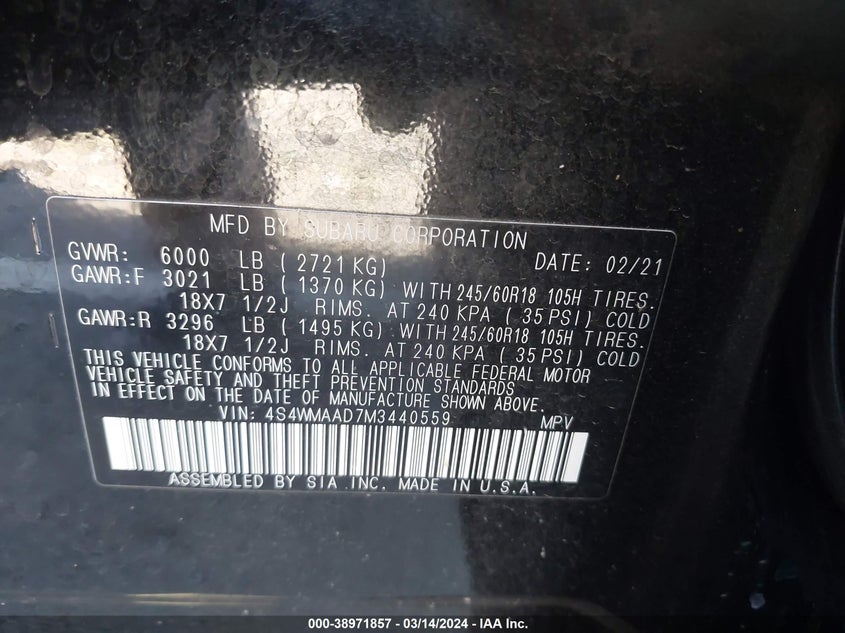 MFD BY SUBARU CORPORATION
GVWR: 6000 LB ( 2721 KG) DATE: 02/21
GAWR:F 3021 LB ( 1370 KG) WITH 245/60R18 105H TIRES.
18X7 1/2J RIMS. AT 240 KPA ( 35 PSI) COLD
GAWR:R 3296 LB ( 1495 KG) WITH 245/60R18 105H TIRES.
18X7 1/2J RIMS. AT 240 KPA ( 35 PSI) COLD
THIS VEHICLE CONFORMS TO ALL APPLICABLE FEDERAL MOTOR
VEHICLE SAFETY AND THEFT PREVENTION STANDARDS
IN EFFECT ON THE DATE OF MANUFACTURE SHOWN ABOVE.
VIN: 4S4WMAAD7M3440559 MPV
ASSEMBLED BY SIA INC. MADE IN U.S.A.
000-38971857 - 03/14/2024 - IAA Inc.